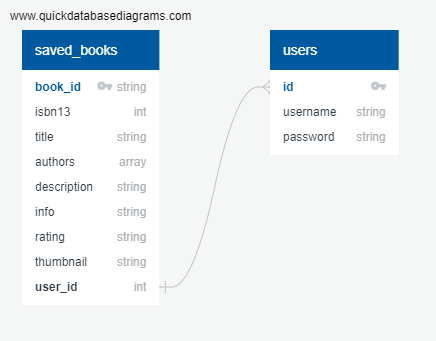 www.quickdatabasediagrams.com
saved_books
book_id string
isbn13 int
title string
authors array
description string
info string
rating string
thumbnail string
user_id int
users
id
username string
password string